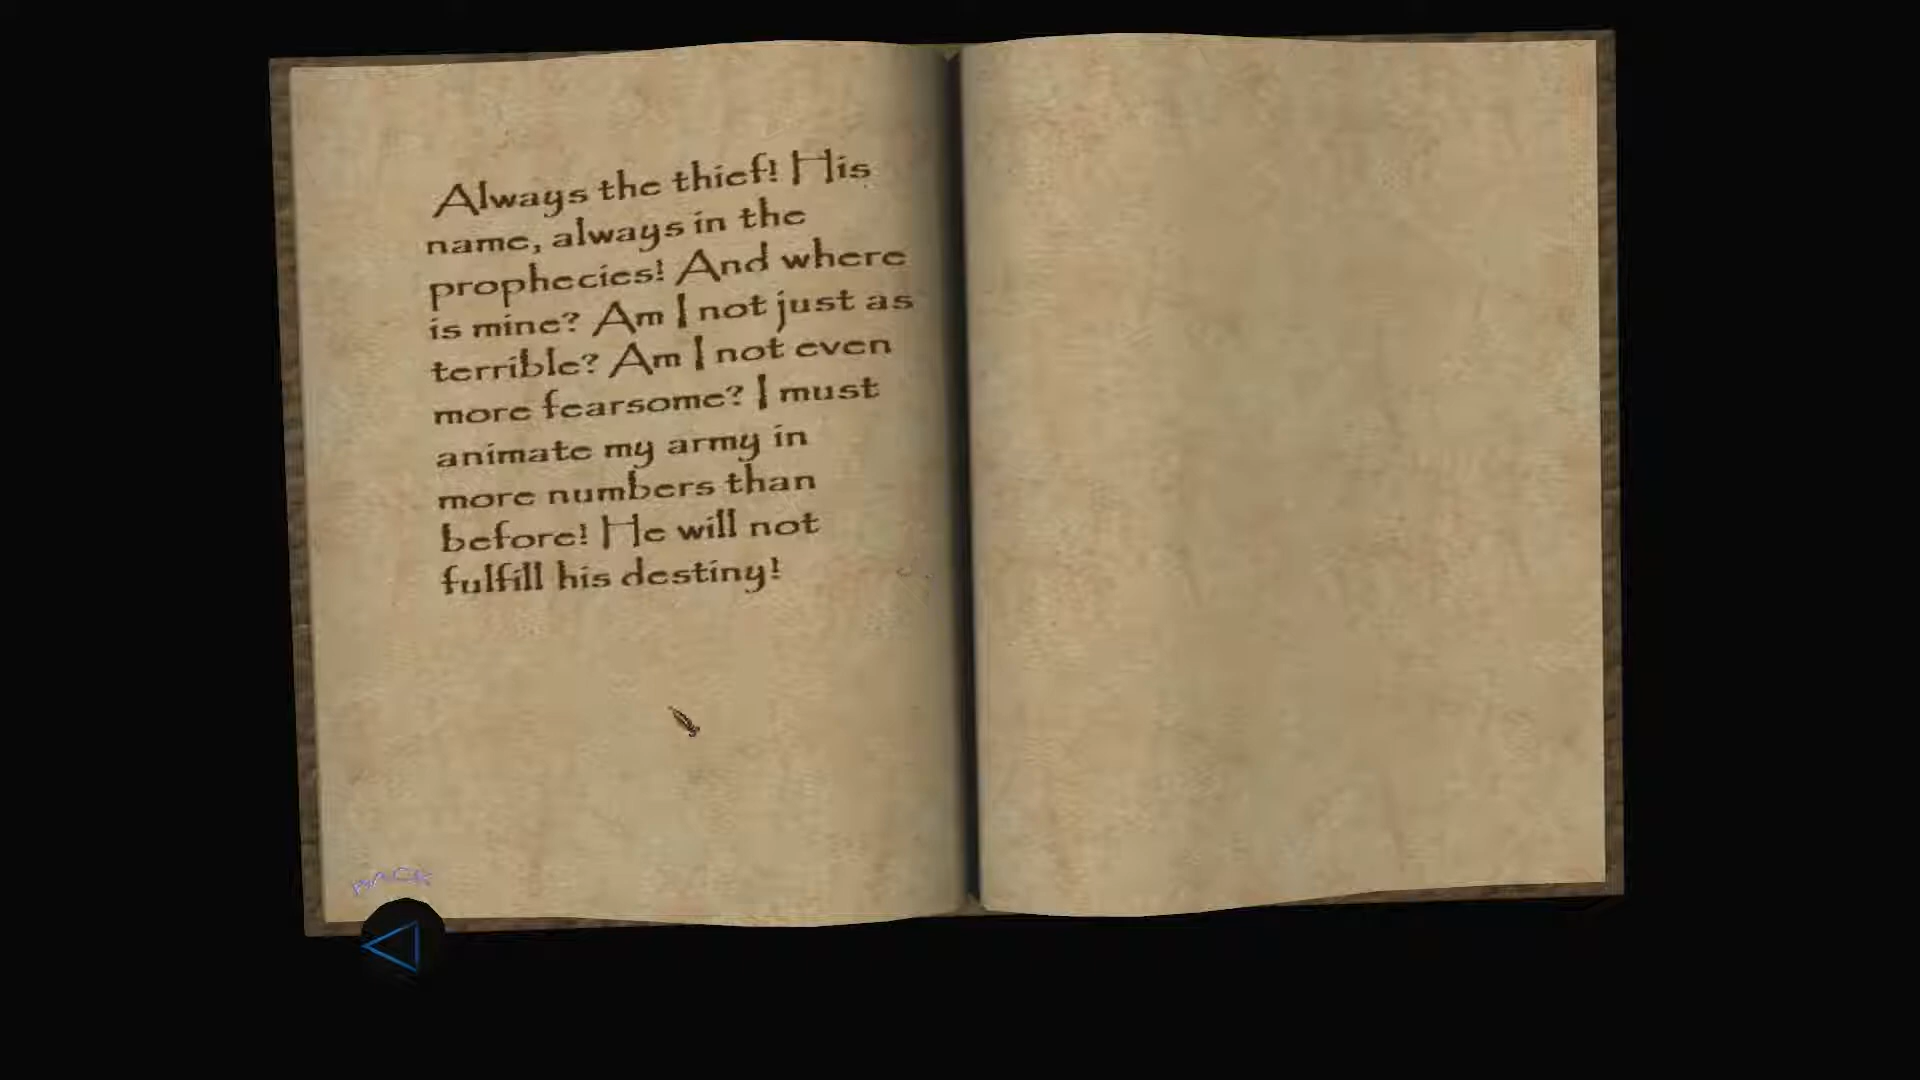 Always the thief! His
name, always in the
prophecies! And where
is mine? Am I not just as
terrible? Am I not even
more fearsome? I must
animate my army in
more numbers than
before! He will not
fulfill his destiny!
BACK